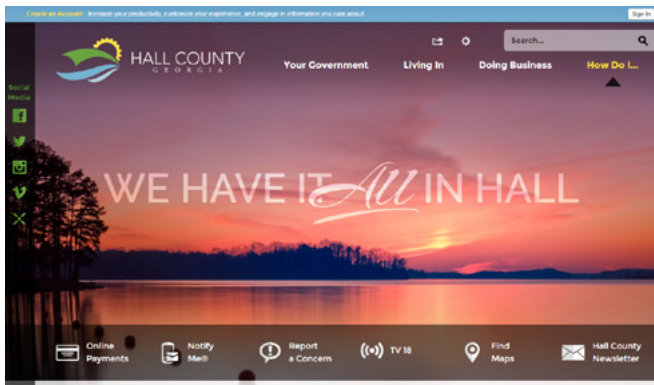 Create an Account - Increase your productivity, customize your experience, and engage in information you care about
Sign In
HALL COUNTY
GEORGIA
Search...
Your Government
Living In
Doing Business
How Do I...
Social
Media
WE HAVE IT All IN HALL
Online
Payments
Notify
Me®
Report
a Concern
TV 18
Find
Maps
Hall County
Newsletter